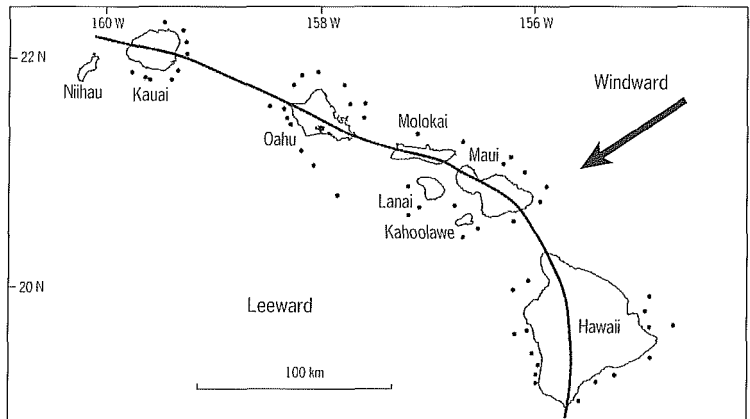 160 W
158 W
156 W
22 N
Niihau
Kauai
Oahu
Molokai
Maui
Lanai
Kahoolawe
Windward
20 N
Leeward
Hawaii
100 km